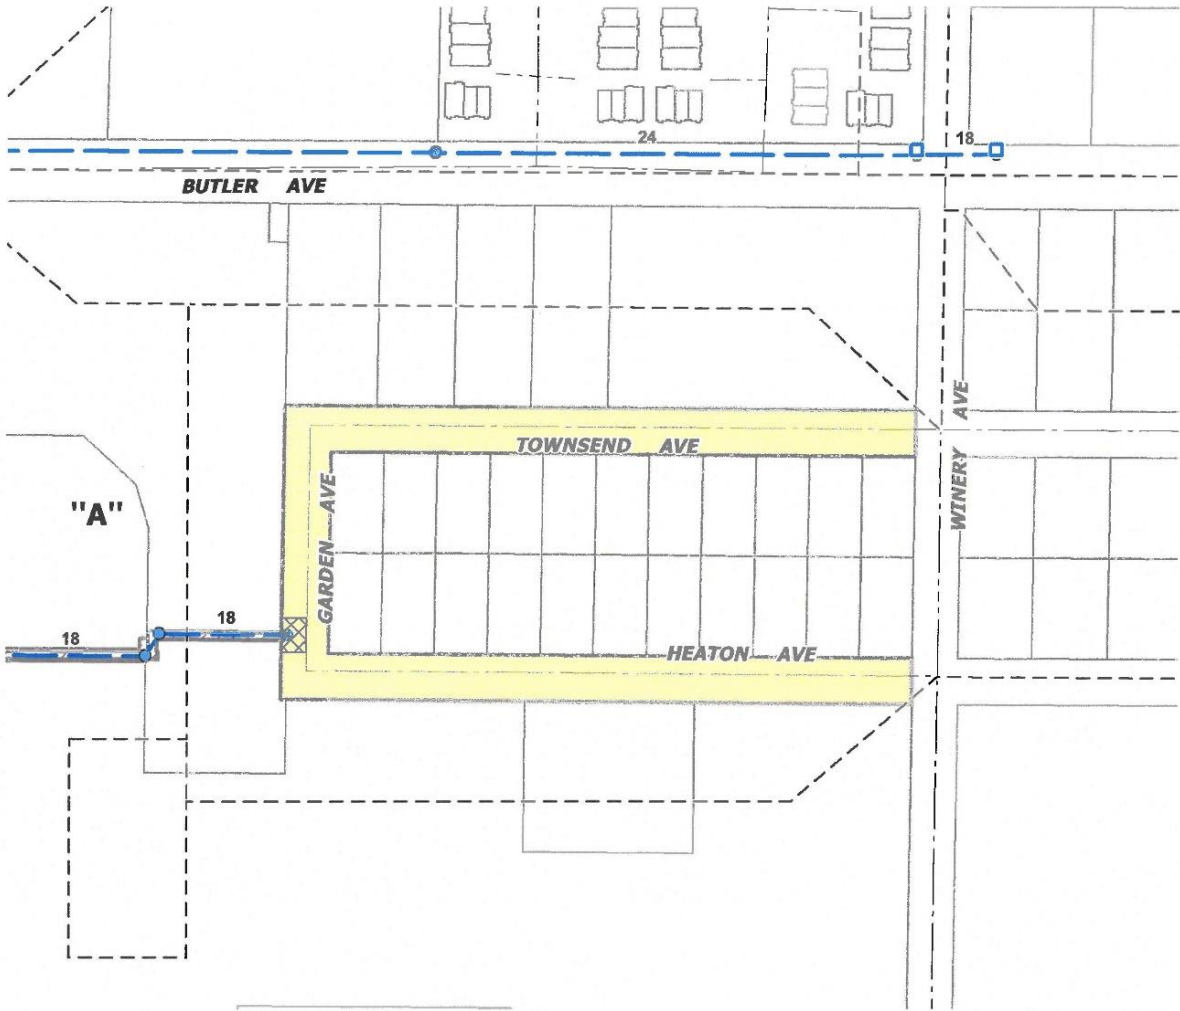 24
18
BUTLER AVE
WINERY AVE
TOWNSEND AVE
GARDEN AVE
"A"
18
18
HEATON AVE